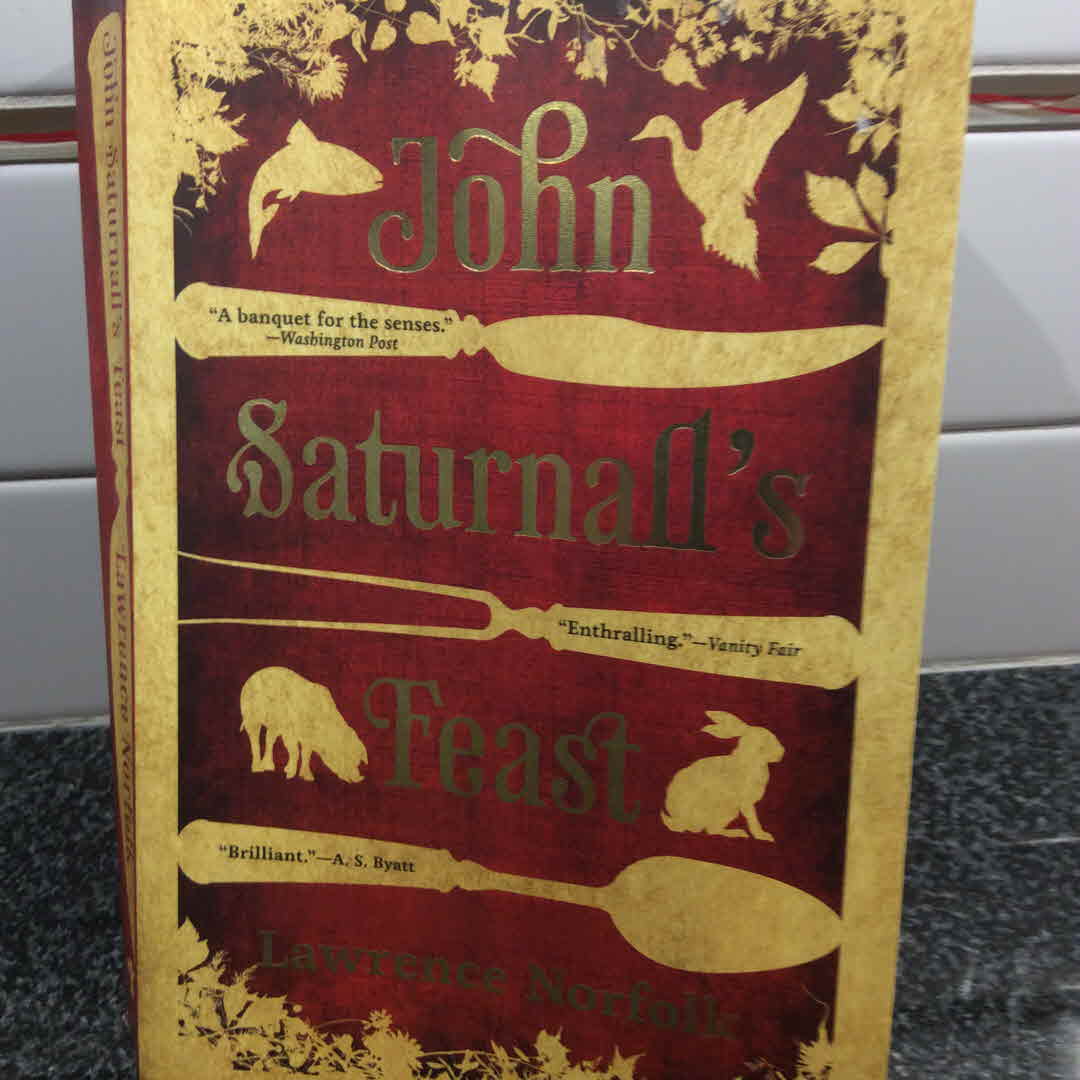 John
“A banquet for the senses.”
—Washington Post
Saturnall’s
“Enthralling.”—Vanity Fair
Feast
“Brilliant.”—A. S. Byatt
Lawrence Norfolk
John Saturnall’s Feast Lawrence Norfolk